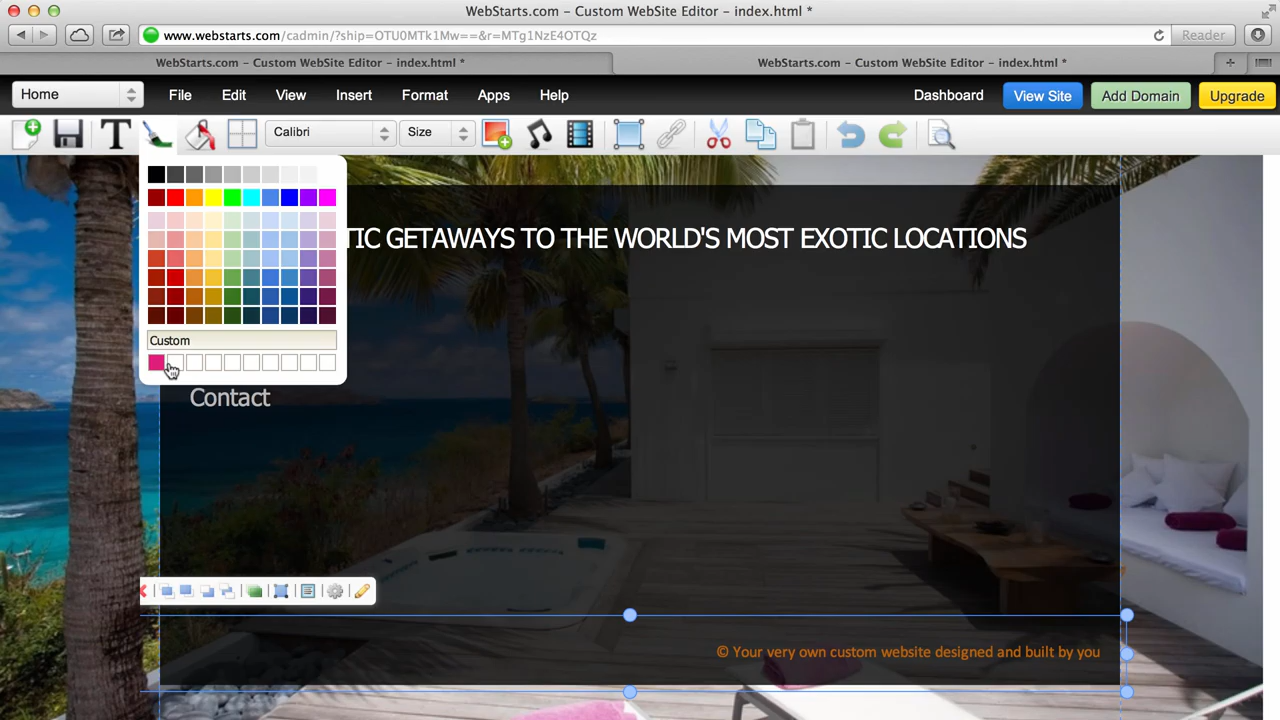 WebStarts.com – Custom WebSite Editor – index.html *
www.webstarts.com/cadmin/?ship=OTU0MTk1Mw==&r=MTg1NzE4OTQz
Reader
WebStarts.com – Custom WebSite Editor – index.html *
WebStarts.com – Custom WebSite Editor – index.html *
Home
File
Edit
View
Insert
Format
Apps
Help
Dashboard
View Site
Add Domain
Upgrade
Calibri
Size
TIC GETAWAYS TO THE WORLD'S MOST EXOTIC LOCATIONS
Custom
Contact
© Your very own custom website designed and built by you